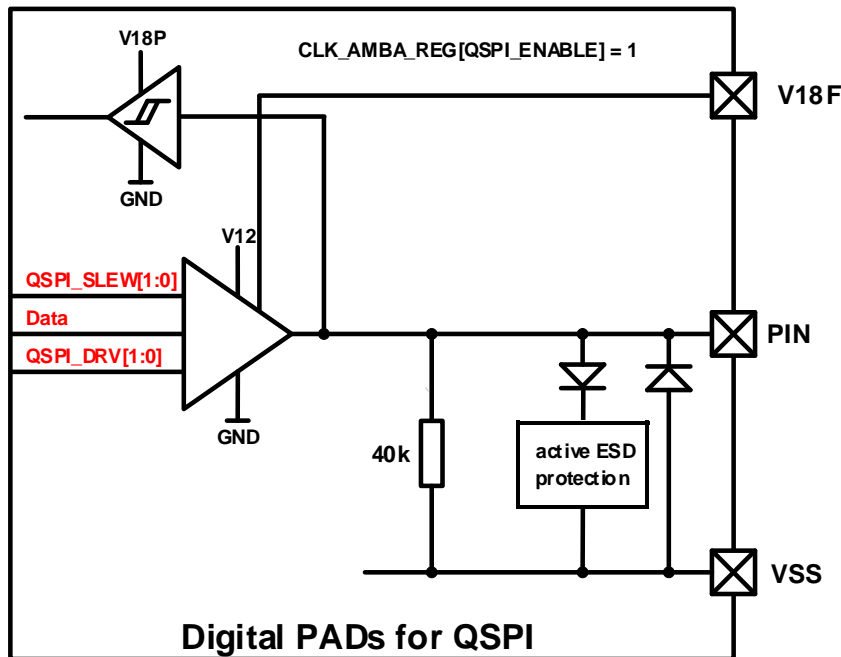 V18P
CLK_AMBA_REG[QSPI_ENABLE] = 1
V18F
GND
V12
QSPI_SLEW[1:0]
Data
PIN
QSPI_DRV[1:0]
GND
40k
active ESD
protection
VSS
Digital PADs for QSPI